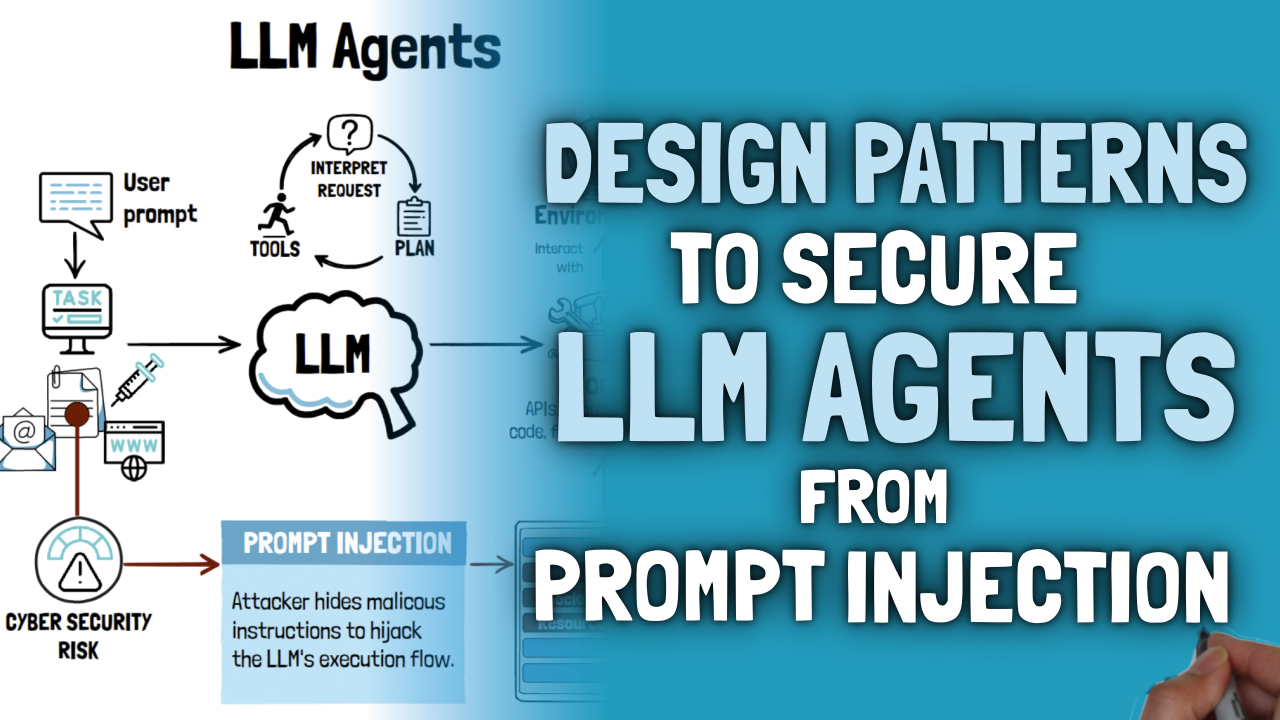 LLM Agents
?
INTERPRET
REQUEST
TOOLS
PLAN
User
prompt
TASK
LLM
@
WWW
CYBER SECURITY
RISK
PROMPT INJECTION
Attacker hides malicous
instructions to hijack
the LLM's execution flow.
interact
with
APIs
code,
DESIGN PATTERNS
TO SECURE
LLM AGENTS
FROM
PROMPT INJECTION